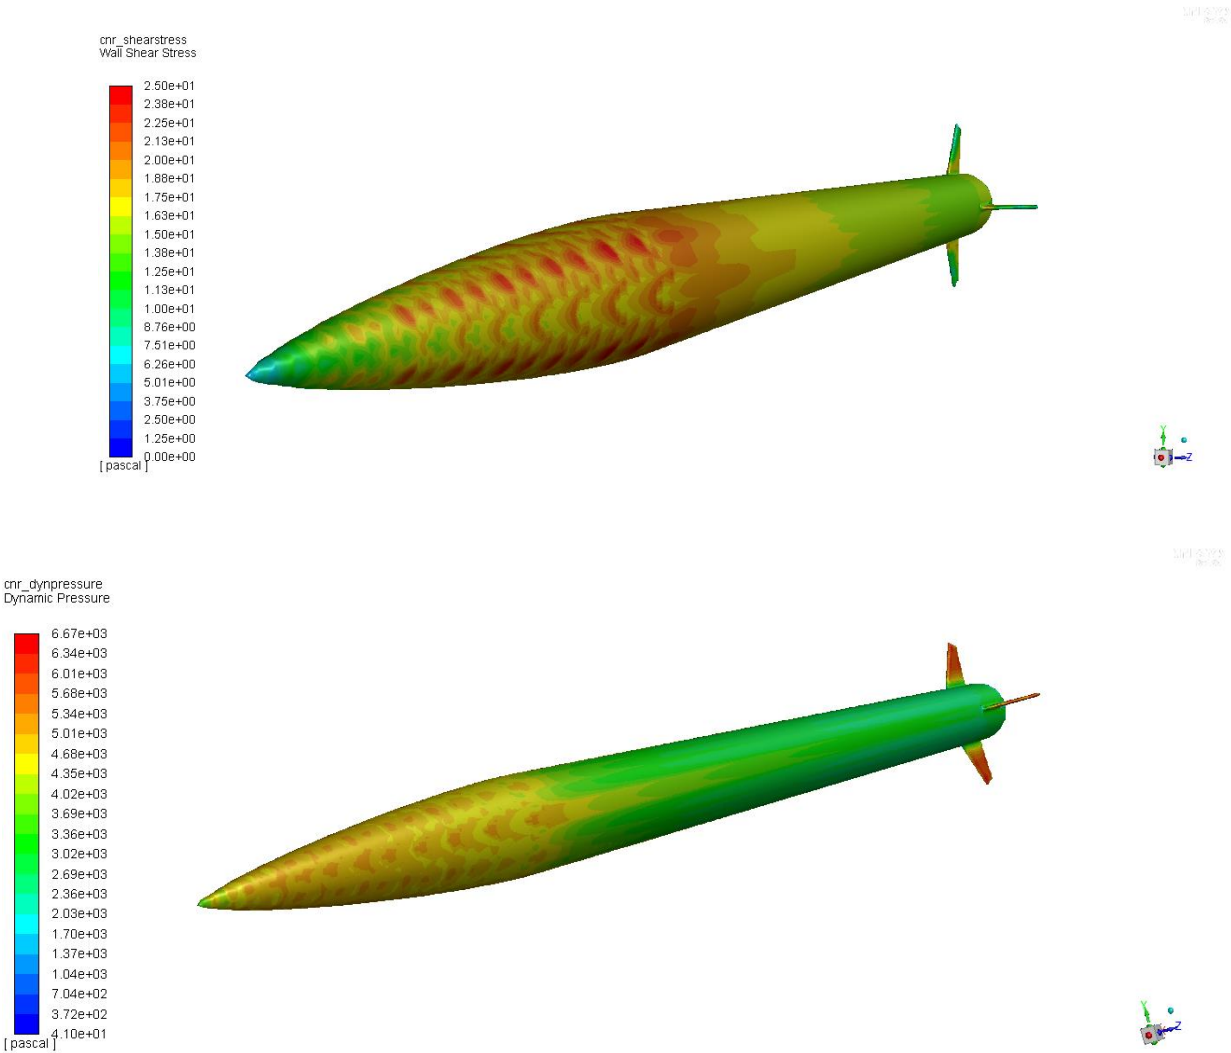 cnr_shearstress
Wall Shear Stress
2.50e+01
2.38e+01
2.25e+01
2.13e+01
2.00e+01
1.88e+01
1.75e+01
1.63e+01
1.50e+01
1.38e+01
1.25e+01
1.13e+01
1.00e+01
8.76e+00
7.51e+00
6.26e+00
5.01e+00
3.75e+00
2.50e+00
1.25e+00
0.00e+00
[ pascal ]
Y
Z
cnr_dynpressure
Dynamic Pressure
6.67e+03
6.34e+03
6.01e+03
5.68e+03
5.34e+03
5.01e+03
4.68e+03
4.35e+03
4.02e+03
3.69e+03
3.36e+03
3.02e+03
2.69e+03
2.36e+03
2.03e+03
1.70e+03
1.37e+03
1.04e+03
7.04e+02
3.72e+02
4.10e+01
[ pascal ]
Y
Z